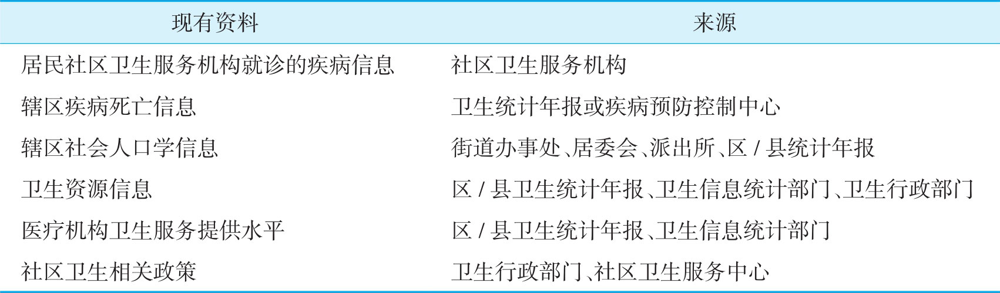 现有资料 来源
居民社区卫生服务机构就诊的疾病信息 社区卫生服务机构
辖区疾病死亡信息 卫生统计年报或疾病预防控制中心
辖区社会人口学信息 街道办事处、居委会、派出所、区 / 县统计年报
卫生资源信息 区 / 县卫生统计年报、卫生信息统计部门、卫生行政部门
医疗机构卫生服务提供水平 区 / 县卫生统计年报、卫生信息统计部门
社区卫生相关政策 卫生行政部门、社区卫生服务中心